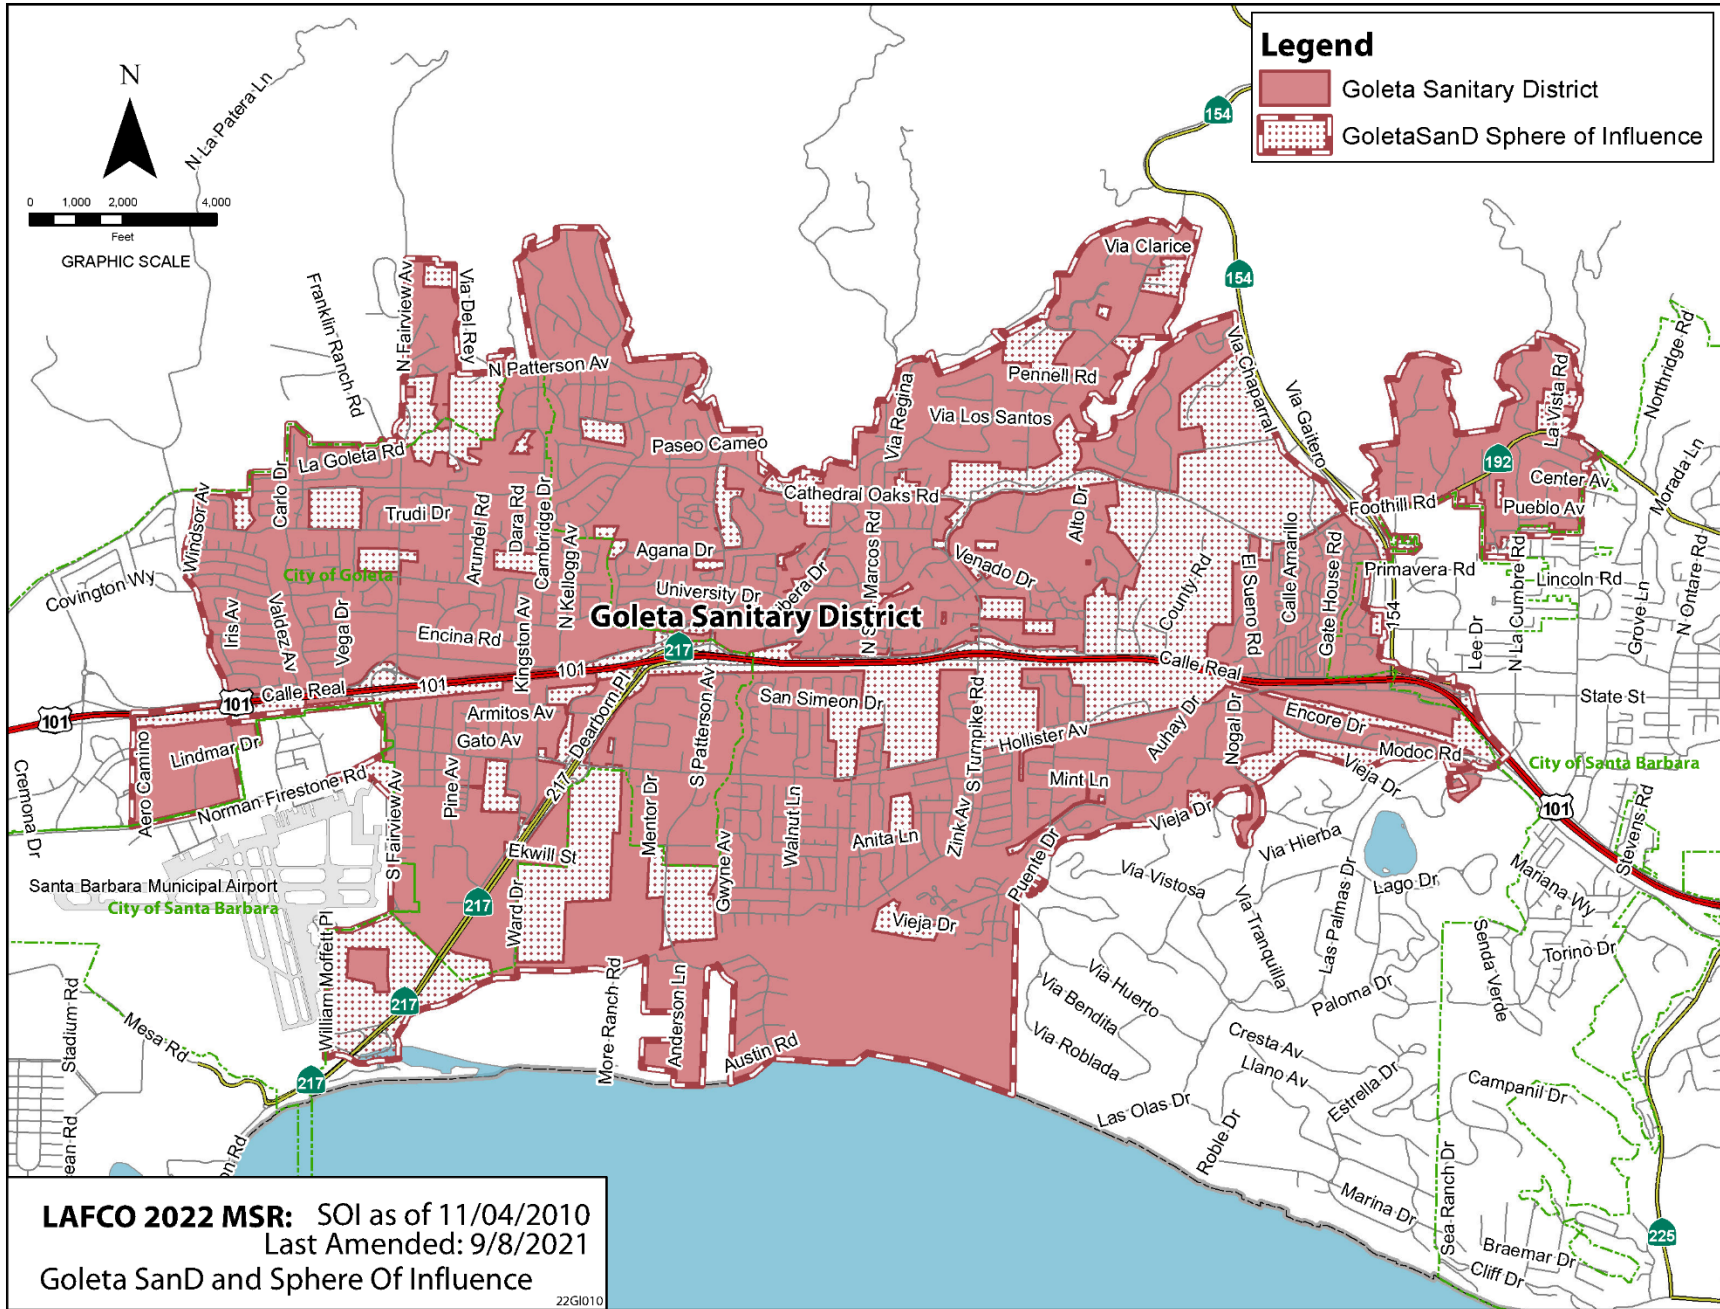 Legend
Goleta Sanitary District
GoletaSanD Sphere of Influence
N
0 1,000 2,000 4,000
Feet
GRAPHIC SCALE
N La Patera Ln
154
154
Via Clarice
Franklin Ranch Rd
N Fairview Av
Via Del Rey
N Patterson Av
Pennell Rd
Via Regina
Via Los Santos
Via Chaparral
Via Gaitero
La Vista Rd
Northridge Rd
192
Center Av
Morada Ln
Paseo Cameo
La Goleta Rd
Carlo Dr
Windsor Av
Trudi Dr
Arundel Rd
Dara Rd
Cambridge Dr
N Kellogg Av
Cathedral Oaks Rd
Alto Dr
Foothill Rd
Pueblo Av
Agana Dr
University Dr
N S Marcos Rd
Venado Dr
County Rd
El Sueno Rd
Calle Amarillo
Gate House Rd
Primavera Rd
154
N La Cumbre Rd
Lincoln Rd
Grove Ln
N Ontare Rd
Lee Dr
Covington Wy
City of Goleta
Goleta Sanitary District
Iris Av
Valdez Av
Vega Dr
Encina Rd
Kingston Av
217
101
101
101
101
Calle Real
Calle Real
State St
Armitos Av
Gato Av
Dearborn Pl
S Patterson Av
San Simeon Dr
S Turnpike Rd
Hollister Av
Auhay Dr
Nogal Dr
Encore Dr
Modoc Rd
Vieja Dr
City of Santa Barbara
101
Stevens Rd
Cremona Dr
Aero Camino
Lindmar Dr
Norman Firestone Rd
S Fairview Av
Pine Av
217
Mentor Dr
Walnut Ln
Mint Ln
Anita Ln
Zink Av
Vieja Dr
Puente Dr
Via Hierba
Ekwill St
Gwyne Av
Santa Barbara Municipal Airport
City of Santa Barbara
217
Ward Dr
Vieja Dr
Via Vistosa
Via Tranquilla
Las Palmas Dr
Lago Dr
Mariana Wy
Senda Verde
Torino Dr
William Moffett Pl
217
More Ranch Rd
Anderson Ln
Austin Rd
Via Huerto
Via Bendita
Via Roblada
Paloma Dr
Cresta Av
Llano Av
Estrella Dr
Campanil Dr
Stadium Rd
Mesa Rd
217
Las Olas Dr
Roble Dr
Marina Dr
Sea Ranch Dr
Braemar Dr
Cliff Dr
225
ean Rd
on Rd
LAFCO 2022 MSR: SOI as of 11/04/2010
Last Amended: 9/8/2021
Goleta SanD and Sphere Of Influence
22GI010